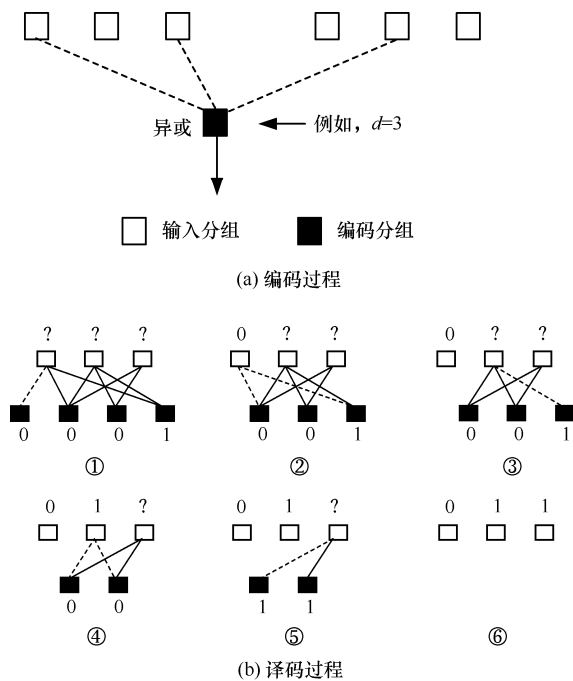 异或
例如，d=3
输入分组 编码分组
(a) 编码过程
? ? ?
0 0 0 1
①
0 ? ?
0 0 1
②
0 ? ?
0 0 1
③
0 1 ?
0 0
④
0 1 ?
1 1
⑤
0 1 1
⑥
(b) 译码过程